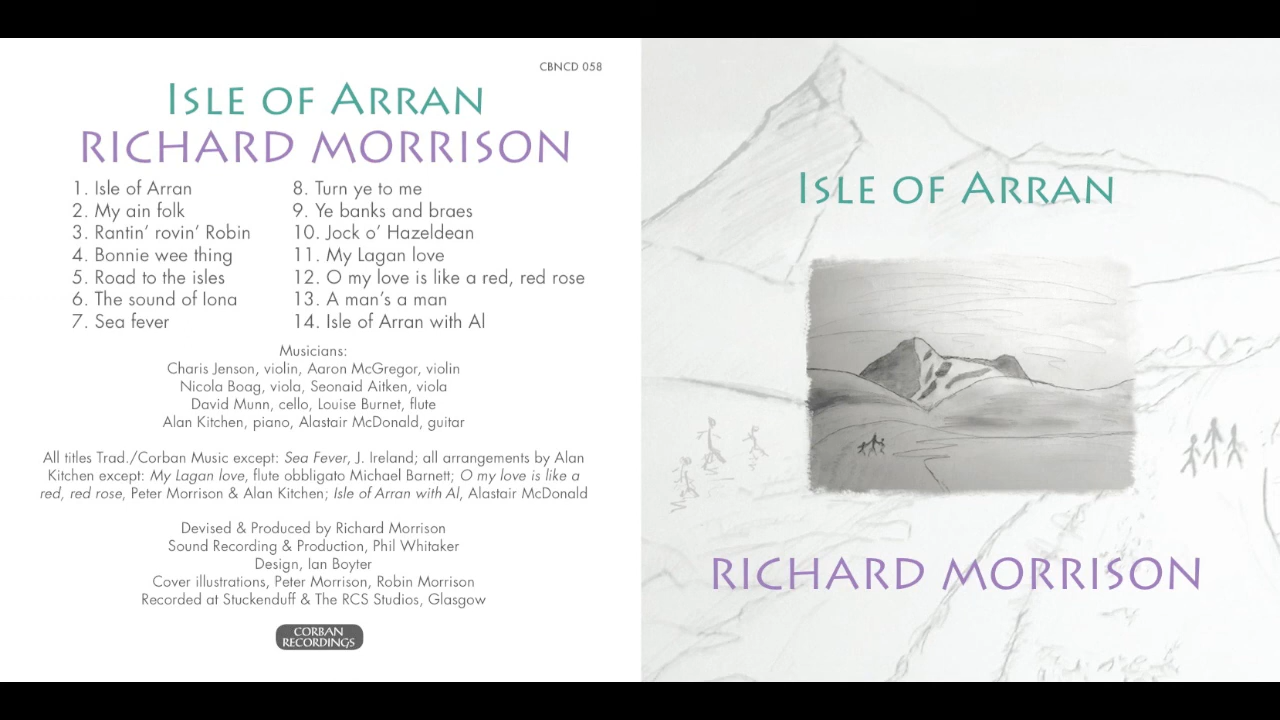 CBNCD 058
Isle of Arran
RICHARD MORRISON
1. Isle of Arran
2. My ain folk
3. Rantin’ rovin’ Robin
4. Bonnie wee thing
5. Road to the isles
6. The sound of Iona
7. Sea fever
8. Turn ye to me
9. Ye banks and braes
10. Jock o’ Hazeldean
11. My Lagan love
12. O my love is like a red, red rose
13. A man’s a man
14. Isle of Arran with Al
Musicians:
Charis Jenson, violin, Aaron McGregor, violin
Nicola Boag, viola, Seonaid Aitken, viola
David Munn, cello, Louise Burnet, flute
Alan Kitchen, piano, Alastair McDonald, guitar
All titles Trad./Corban Music except: Sea Fever, J. Ireland; all arrangements by Alan
Kitchen except: My Lagan love, flute obbligato Michael Barnett; O my love is like a
red, red rose, Peter Morrison & Alan Kitchen; Isle of Arran with Al, Alastair McDonald
Devised & Produced by Richard Morrison
Sound Recording & Production, Phil Whitaker
Design, Ian Boyter
Cover illustrations, Peter Morrison, Robin Morrison
Recorded at Stuckenduff & The RCS Studios, Glasgow
CORBAN
RECORDINGS
Isle of Arran
RICHARD MORRISON